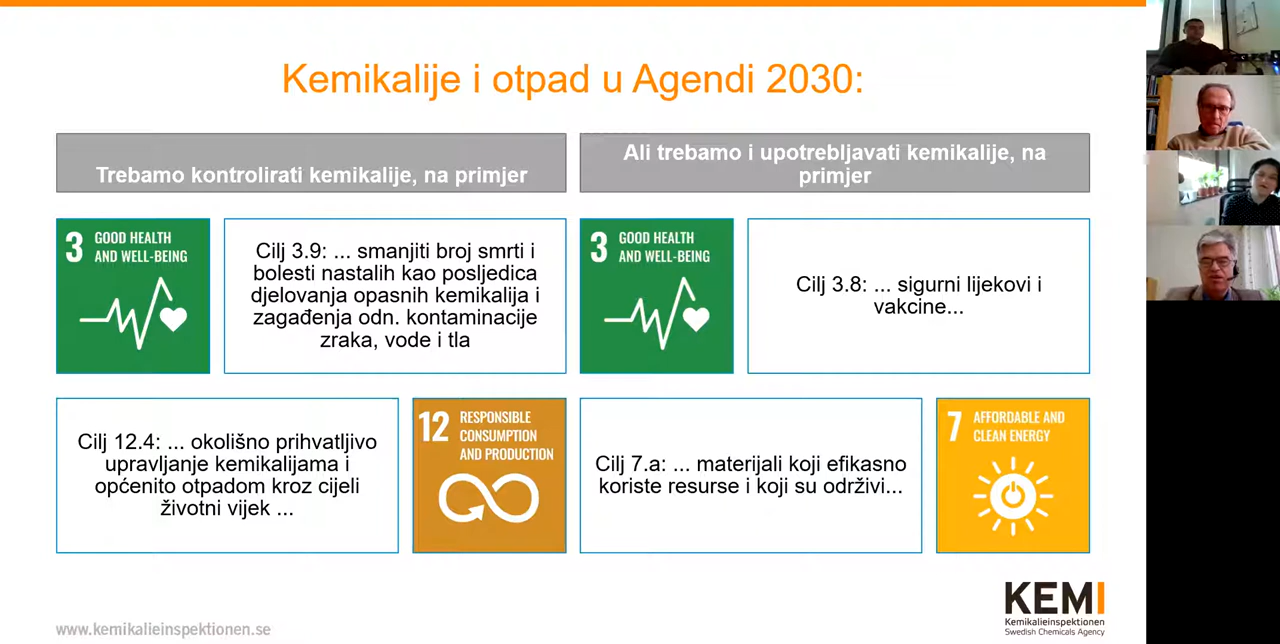 Kemikalije i otpad u Agendi 2030:
Trebamo kontrolirati kemikalije, na primjer
Ali trebamo i upotrebljavati kemikalije, na
primjer
3 GOOD HEALTH
AND WELL-BEING
Cilj 3.9: ... smanjiti broj smrti i
bolesti nastalih kao posljedica
djelovanja opasnih kemikalija i
zagađenja odn. kontaminacije
zraka, vode i tla
3 GOOD HEALTH
AND WELL-BEING
Cilj 3.8: ... sigurni lijekovi i
vakcine...
Cilj 12.4: ... okolišno prihvatljivo
upravljanje kemikalijama i
općenito otpadom kroz cijeli
životni vijek ...
12 RESPONSIBLE
CONSUMPTION
AND PRODUCTION
Cilj 7.a: ... materijali koji efikasno
koriste resurse i koji su održivi...
7 AFFORDABLE AND
CLEAN ENERGY
www.kemikalieinspektionen.se
KEMI
Kemikalieinspektionen
Swedish Chemicals Agency